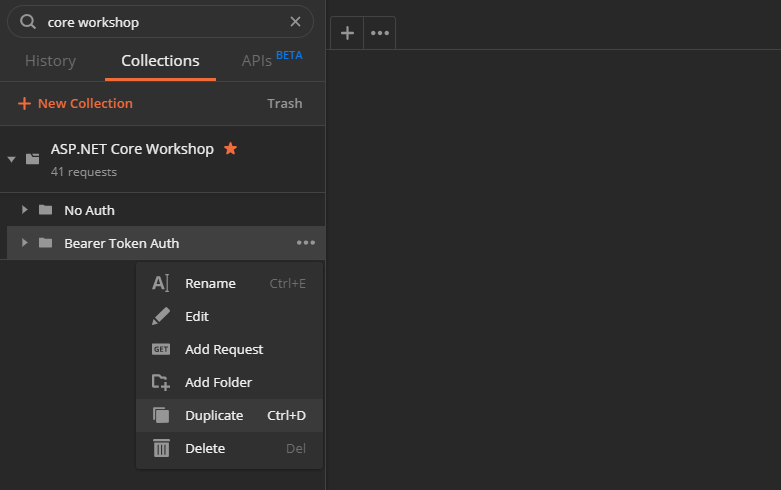 core workshop
History Collections APIs BETA
New Collection Trash
ASP.NET Core Workshop
41 requests
No Auth
Bearer Token Auth
Rename Ctrl+E
Edit
GET Add Request
Add Folder
Duplicate Ctrl+D
Delete Del